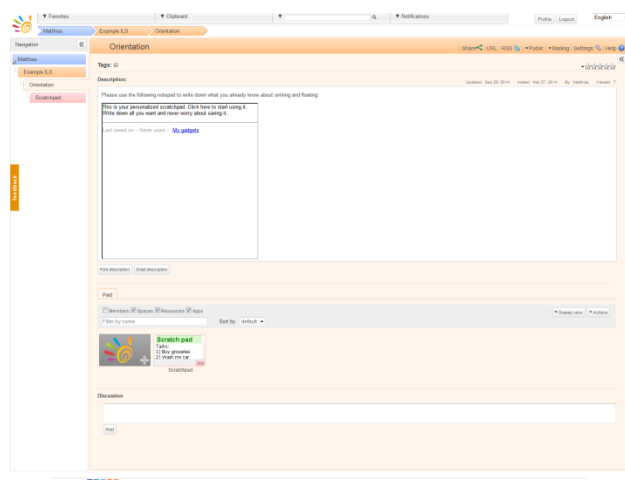 ▼ Favorites ▼ Clipboard ▼ ▼ Notifications Profile Logout English
Matthias Example ILS Orientation
Navigation Orientation Share URL RSS ▾Public ▾Mailing Settings Help
Matthias
Example ILS
Orientation
Scratchpad
Tags:
Description:
Updated: Sep 08, 2014 Added: Mar 07, 2014 By: Matthias Viewed: 7
Please use the following notepad to write down what you already know about sinking and floating:
This is your personalized scratchpad. Click here to start using it.
Write down all you want and never worry about saving it.
Last saved on -- Never used -- My gadgets
feedback
Print description Email description
Pad
Members Spaces Resources Apps
Filter by name Sort by default Actions
Scratch pad
Tasks:
1) Buy groceries
2) Wash my car
Scratchpad
Discussion
Post